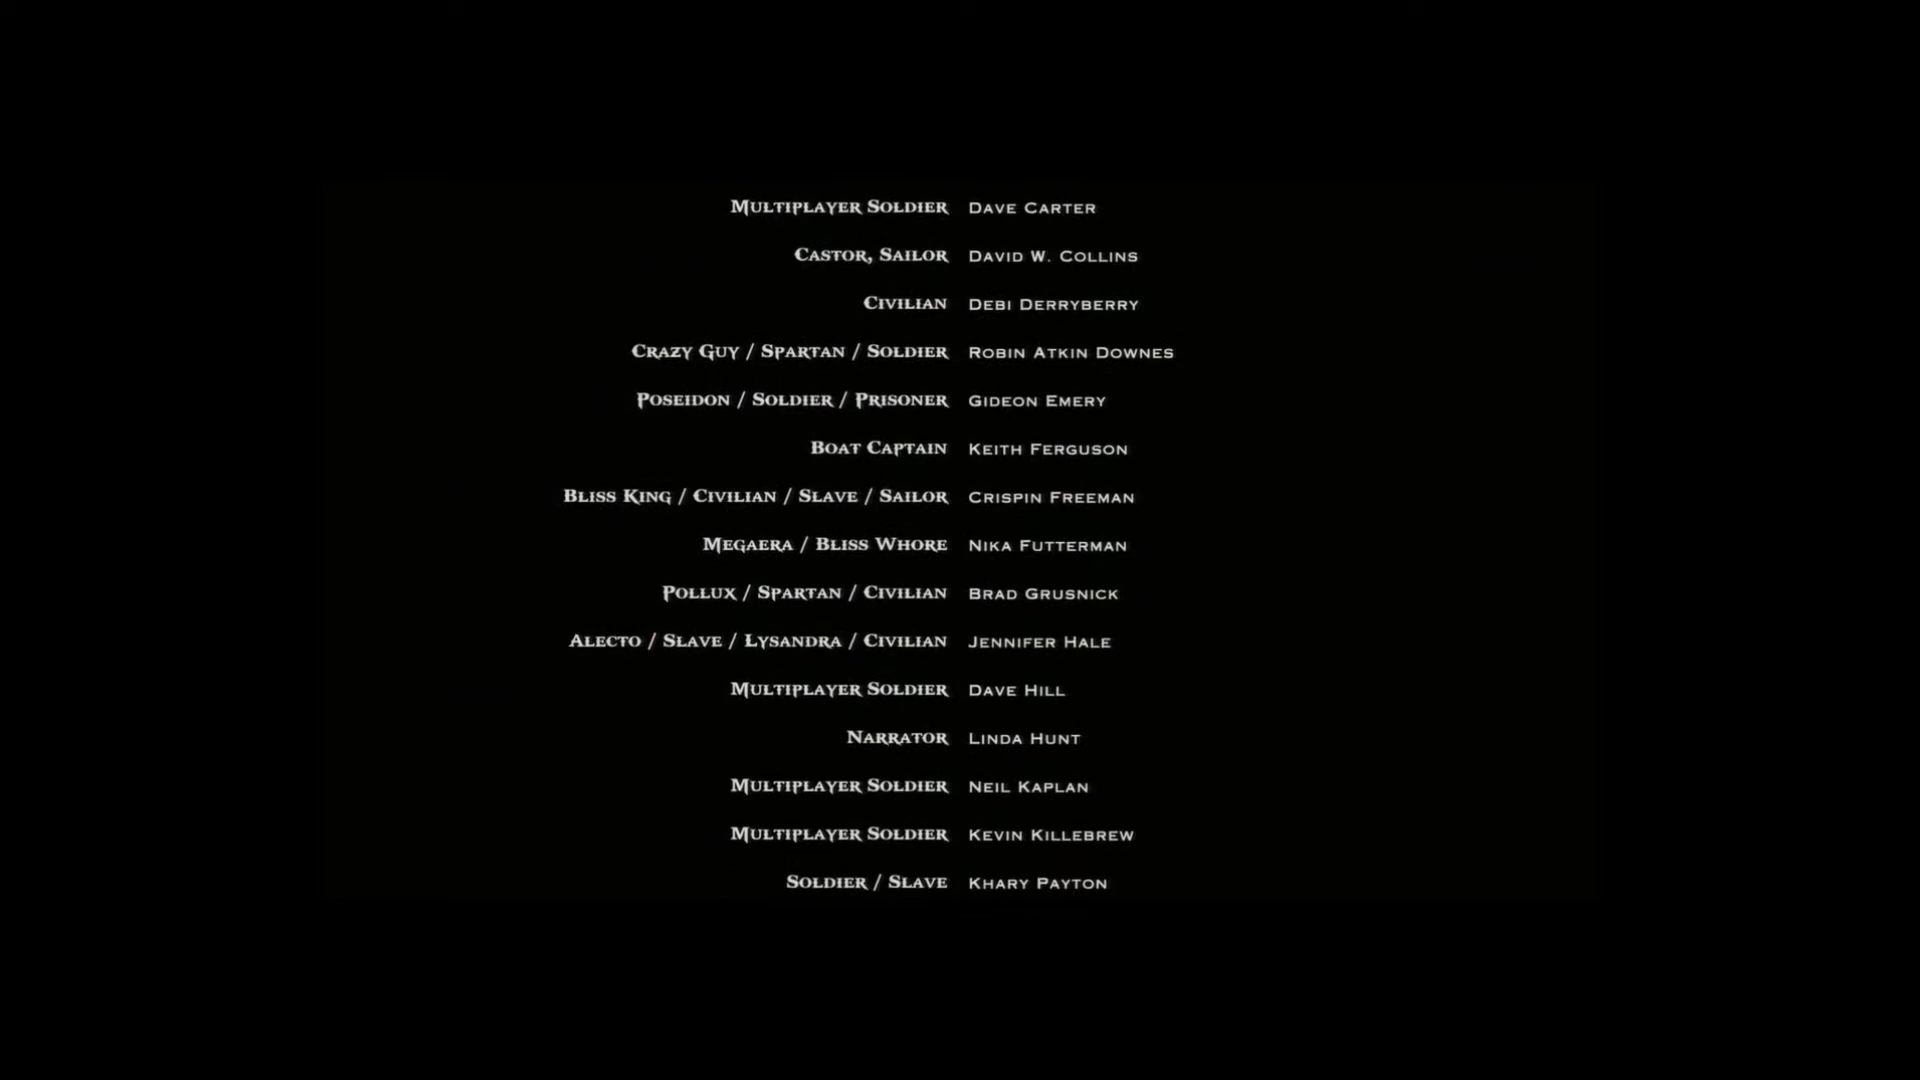 Multiplayer Soldier Dave Carter
Castor, Sailor David W. Collins
Civilian Debi Derryberry
Crazy Guy / Spartan / Soldier Robin Atkin Downes
Poseidon / Soldier / Prisoner Gideon Emery
Boat Captain Keith Ferguson
Bliss King / Civilian / Slave / Sailor Crispin Freeman
Megaera / Bliss Whore Nika Futterman
Pollux / Spartan / Civilian Brad Grusnick
Alecto / Slave / Lysandra / Civilian Jennifer Hale
Multiplayer Soldier Dave Hill
Narrator Linda Hunt
Multiplayer Soldier Neil Kaplan
Multiplayer Soldier Kevin Killebrew
Soldier / Slave Khary Payton